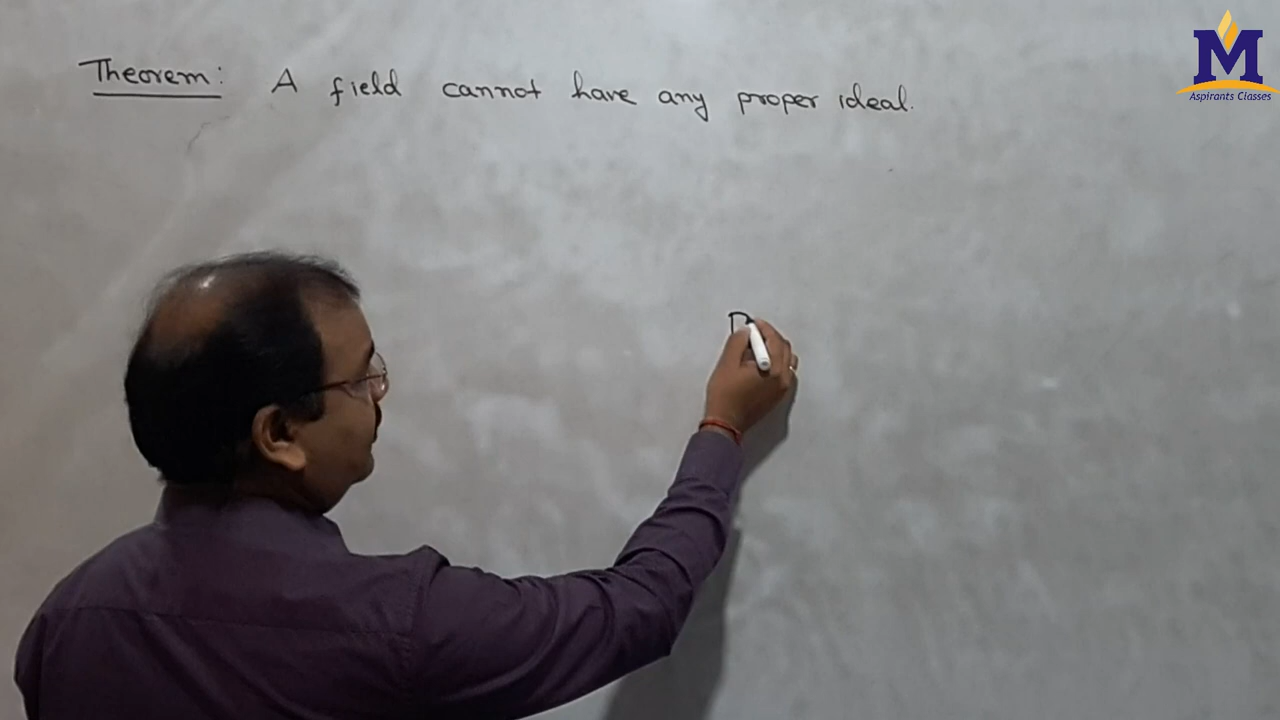 Theorem: A field cannot have any proper ideal.
M
Aspirants Classes